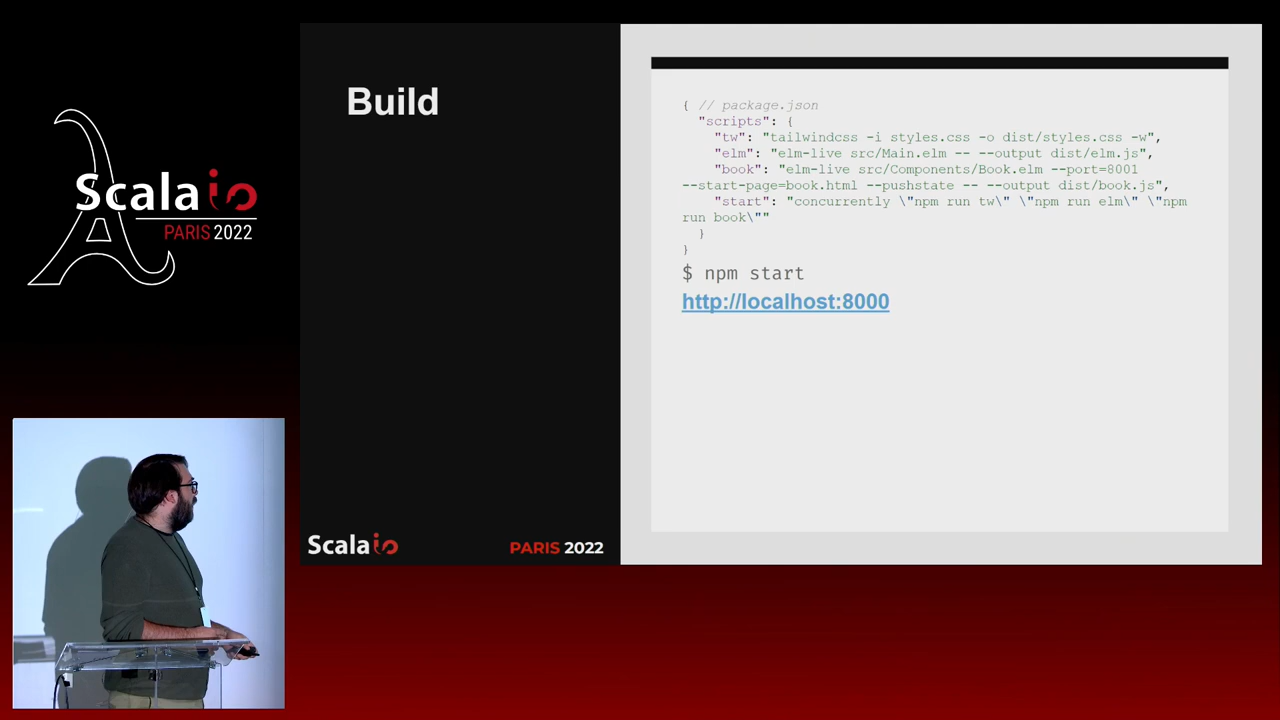 Scala io
PARIS 2022
Build
{ // package.json
"scripts": {
"tw": "tailwindcss -i styles.css -o dist/styles.css -w",
"elm": "elm-live src/Main.elm -- --output dist/elm.js",
"book": "elm-live src/Components/Book.elm --port=8001
--start-page=book.html --pushstate -- --output dist/book.js",
"start": "concurrently \"npm run tw\" \"npm run elm\" \"npm
run book\""
}
}
$ npm start
http://localhost:8000
Scala io PARIS 2022